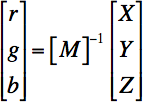 [r g b] = [M]⁻¹ [X Y Z]